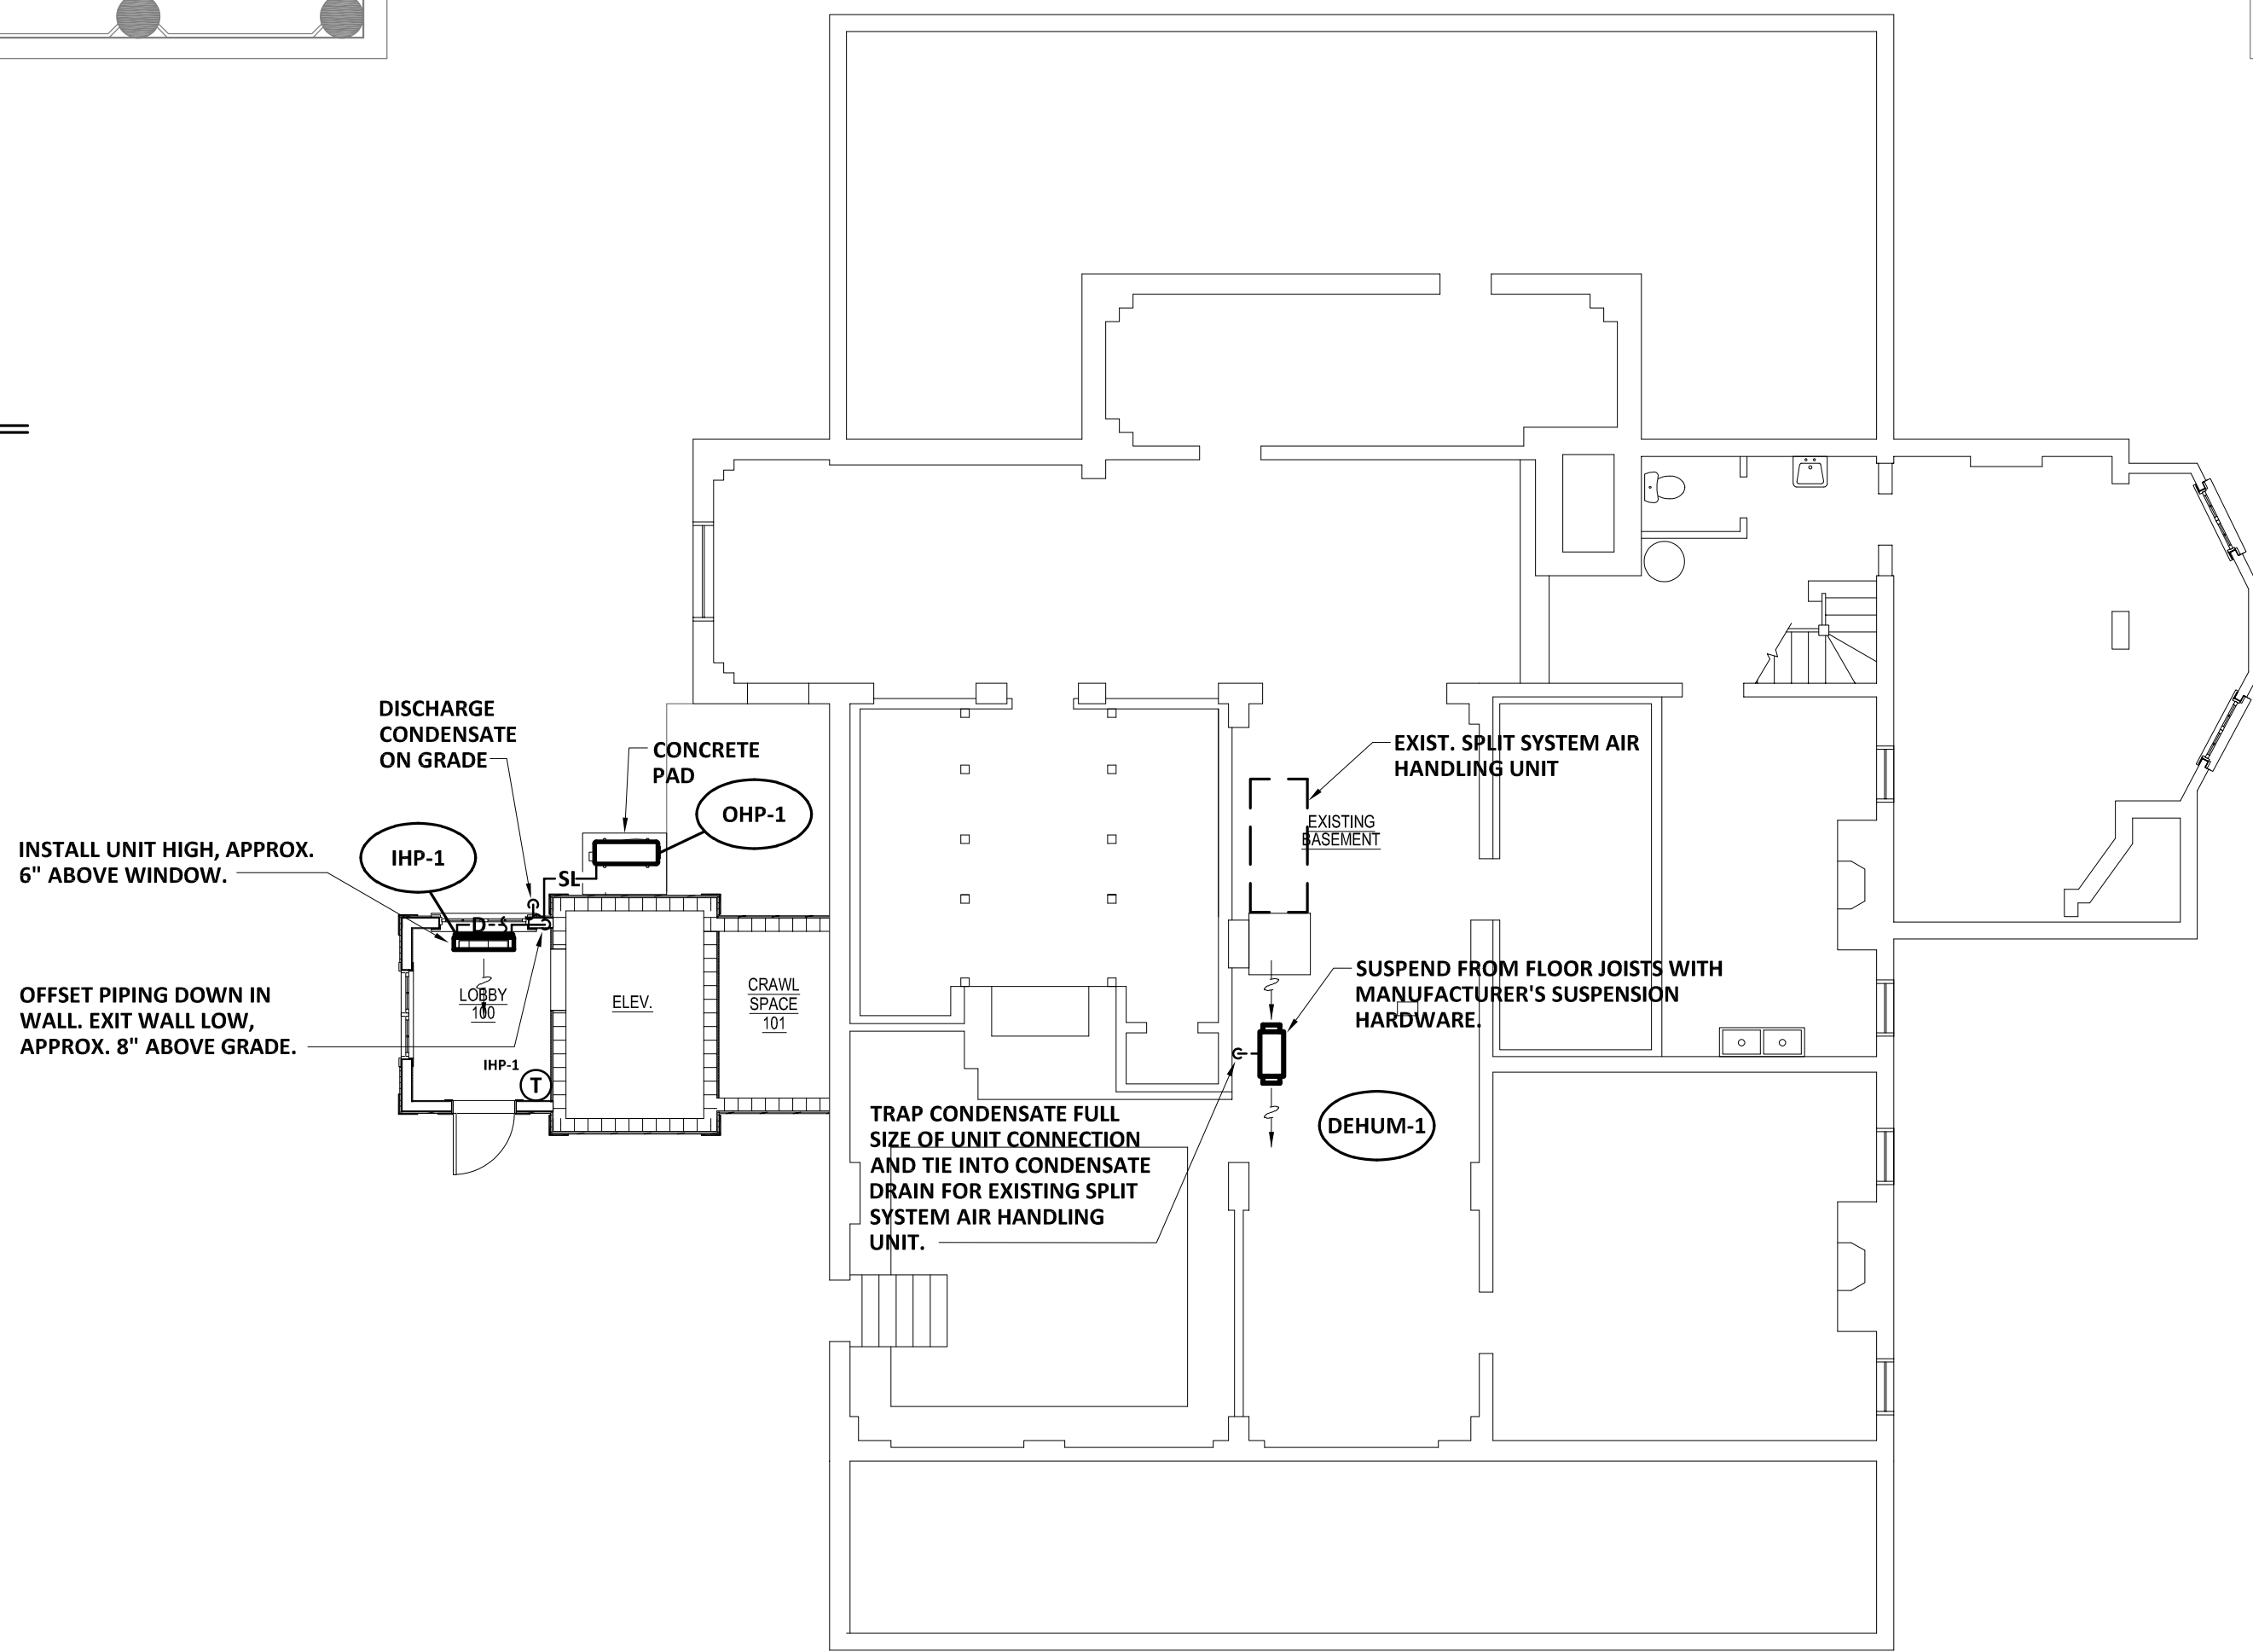 DISCHARGE
CONDENSATE
ON GRADE
CONCRETE
PAD
OHP-1
IHP-1
INSTALL UNIT HIGH, APPROX.
6" ABOVE WINDOW.
SL
D
OFFSET PIPING DOWN IN
WALL. EXIT WALL LOW,
APPROX. 8" ABOVE GRADE.
LOBBY
100
IHP-1
T
ELEV.
CRAWL
SPACE
101
EXIST. SPLIT SYSTEM AIR
HANDLING UNIT
EXISTING
BASEMENT
SUSPEND FROM FLOOR JOISTS WITH
MANUFACTURER'S SUSPENSION
HARDWARE.
DEHUM-1
TRAP CONDENSATE FULL
SIZE OF UNIT CONNECTION
AND TIE INTO CONDENSATE
DRAIN FOR EXISTING SPLIT
SYSTEM AIR HANDLING
UNIT.